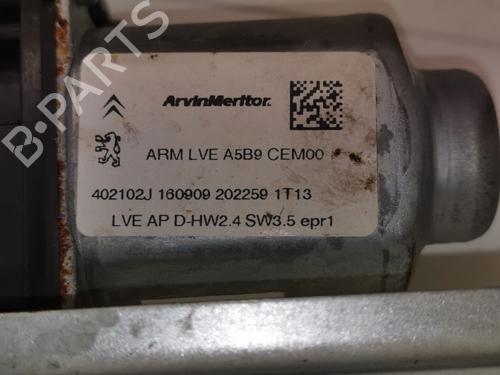 ArvinMeritor.
ARM LVE A5B9 CEM00
402102J 160909 202259 1T13
LVE AP D-HW2.4 SW3.5 epr1
B-PARTS